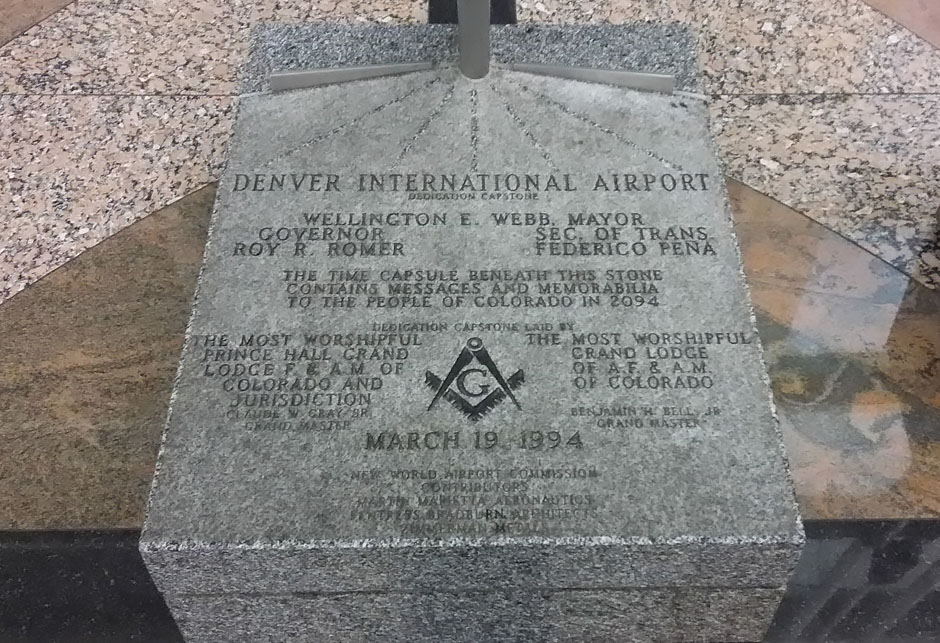 DENVER INTERNATIONAL AIRPORT
DEDICATION CAPSTONE
WELLINGTON E. WEBB, MAYOR
GOVERNOR
ROY R. ROMER
SEC. OF TRANS.
FEDERICO PENA
THE TIME CAPSULE BENEATH THIS STONE
CONTAINS MESSAGES AND MEMORABILIA
TO THE PEOPLE OF COLORADO IN 2094
DEDICATION CAPSTONE LAID BY
THE MOST WORSHIPFUL
PRINCE HALL GRAND
LODGE F. & A.M. OF
COLORADO AND
JURISDICTION
CLAUDE W. GRAY, SR.
GRAND MASTER
G
THE MOST WORSHIPFUL
GRAND LODGE
OF A.F. & A.M.
OF COLORADO
BENJAMIN H. BELL, JR.
GRAND MASTER
MARCH 19, 1994
NEW WORLD AIRPORT COMMISSION
CONTRIBUTORS
MARTIN MARIETTA AERONAUTICS
FENTRESS BRADBURN ARCHITECTS
ZIMMERMAN METALS